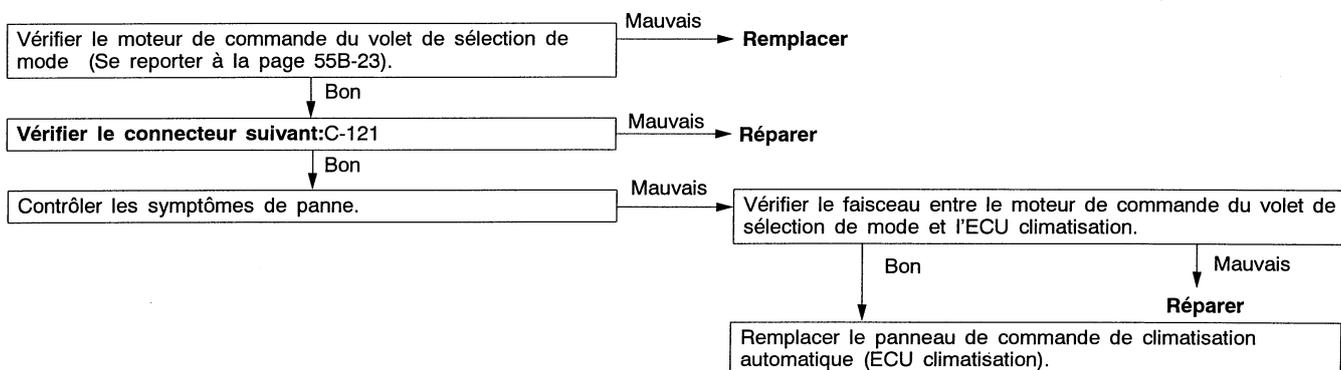 Mauvais
Vérifier le moteur de commande du volet de sélection de
mode (Se reporter à la page 55B-23).
Remplacer
Bon
Vérifier le connecteur suivant:C-121
Mauvais
Réparer
Bon
Contrôler les symptômes de panne.
Mauvais
Vérifier le faisceau entre le moteur de commande du volet de
sélection de mode et l'ECU climatisation.
Bon
Mauvais
Réparer
Remplacer le panneau de commande de climatisation
automatique (ECU climatisation).